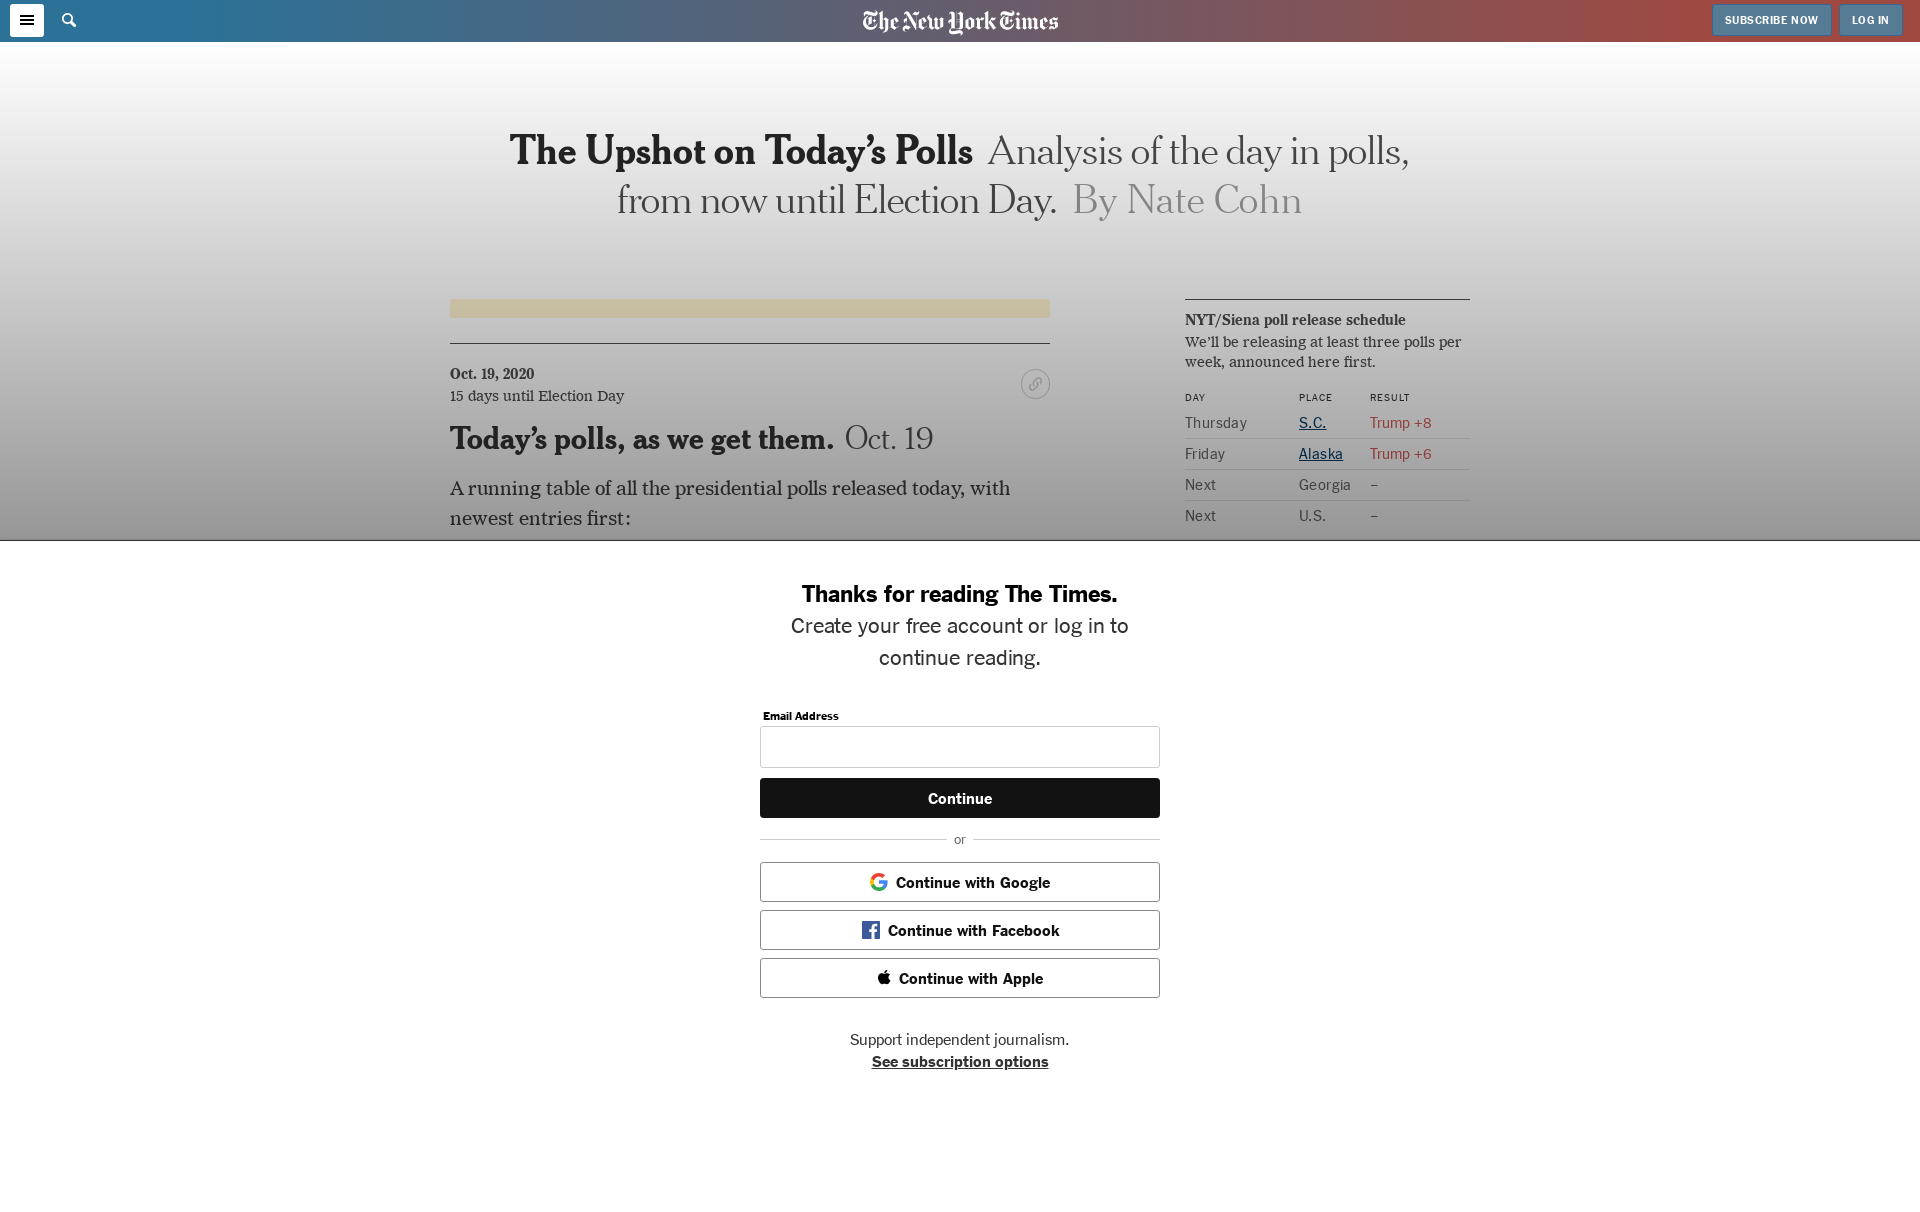 The New York Times
SUBSCRIBE NOW
LOG IN
The Upshot on Today’s Polls Analysis of the day in polls,
from now until Election Day. By Nate Cohn
Oct. 19, 2020
15 days until Election Day
Today’s polls, as we get them. Oct. 19
A running table of all the presidential polls released today, with
newest entries first:
NYT/Siena poll release schedule
We’ll be releasing at least three polls per
week, announced here first.
DAY PLACE RESULT
Thursday S.C. Trump +8
Friday Alaska Trump +6
Next Georgia –
Next U.S. –
Thanks for reading The Times.
Create your free account or log in to
continue reading.
Email Address
Continue
or
Continue with Google
Continue with Facebook
Continue with Apple
Support independent journalism.
See subscription options